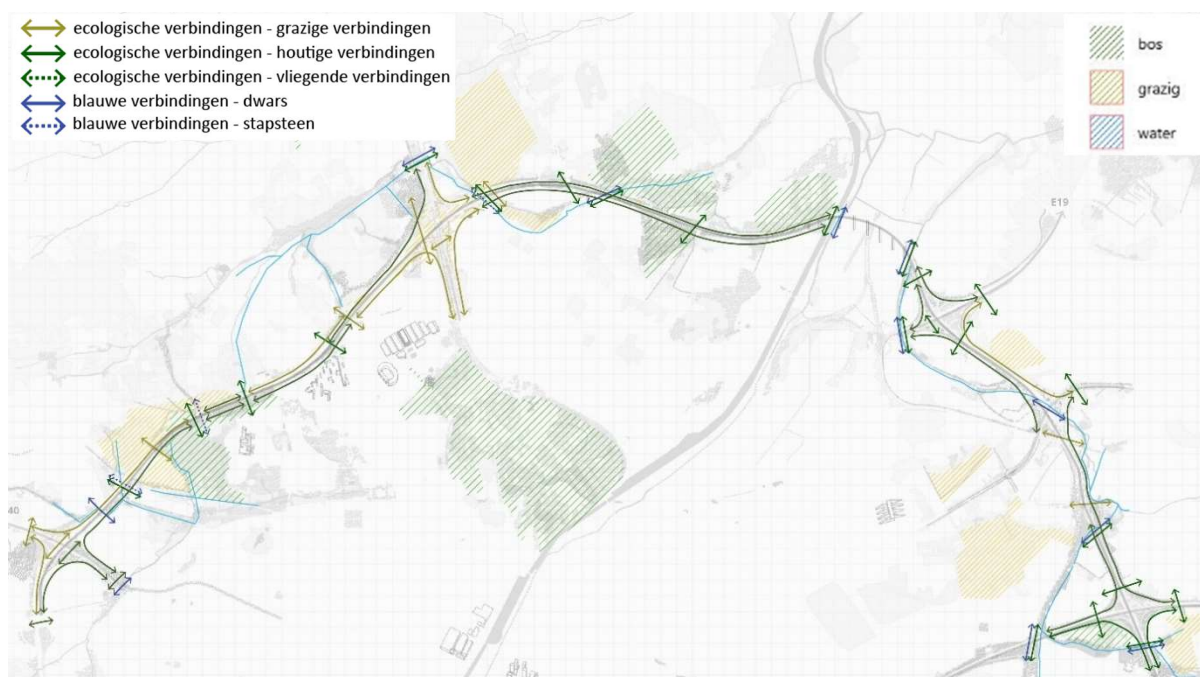 ecologische verbindingen - grazige verbindingen
ecologische verbindingen - houtige verbindingen
ecologische verbindingen - vliegende verbindingen
blauwe verbindingen - dwars
blauwe verbindingen - stapsteen
bos
grazig
water
E19
40